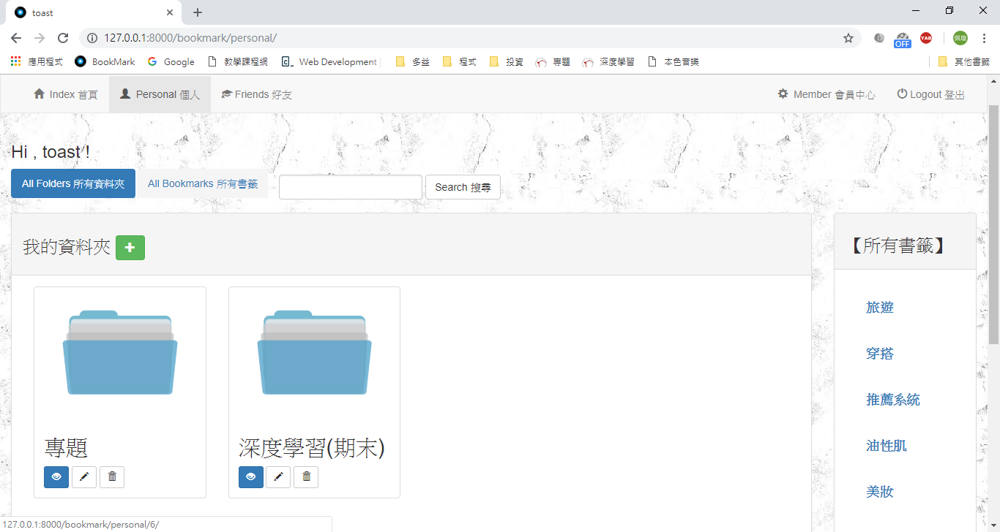 toast
127.0.0.1:8000/bookmark/personal/
OFF
YAB
佩璇
應用程式 BookMark Google 教學課程網 Web Development 多益 程式 投資 專題 深度學習 本色音樂 其他書籤
Index 首頁 Personal 個人 Friends 好友 Member 會員中心 Logout 登出
Hi , toast !
All Folders 所有資料夾 All Bookmarks 所有書籤 Search 搜尋
我的資料夾
【所有書籤】
旅遊
穿搭
推薦系統
油性肌
美妝
專題 深度學習(期末)
127.0.0.1:8000/bookmark/personal/6/